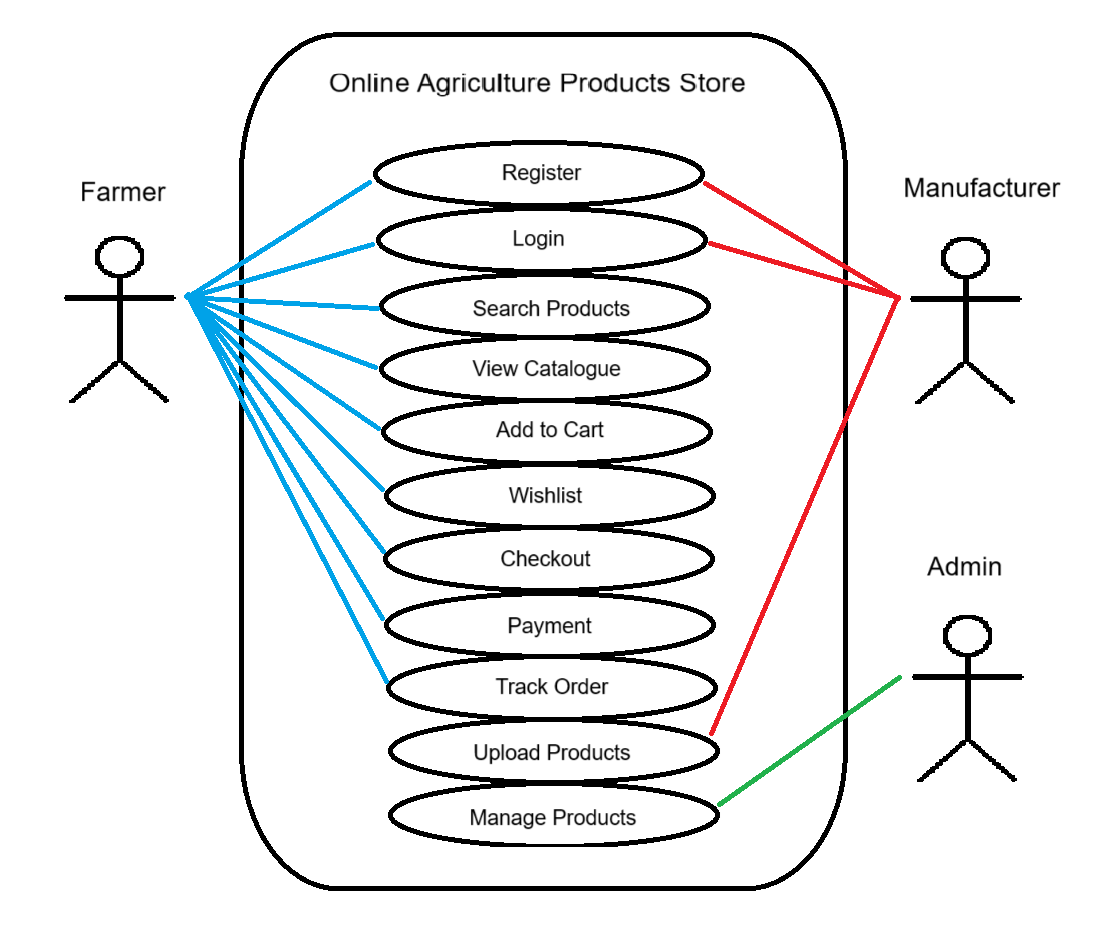 Online Agriculture Products Store
Farmer
Manufacturer
Register
Login
Search Products
View Catalogue
Add to Cart
Wishlist
Checkout
Admin
Payment
Track Order
Upload Products
Manage Products